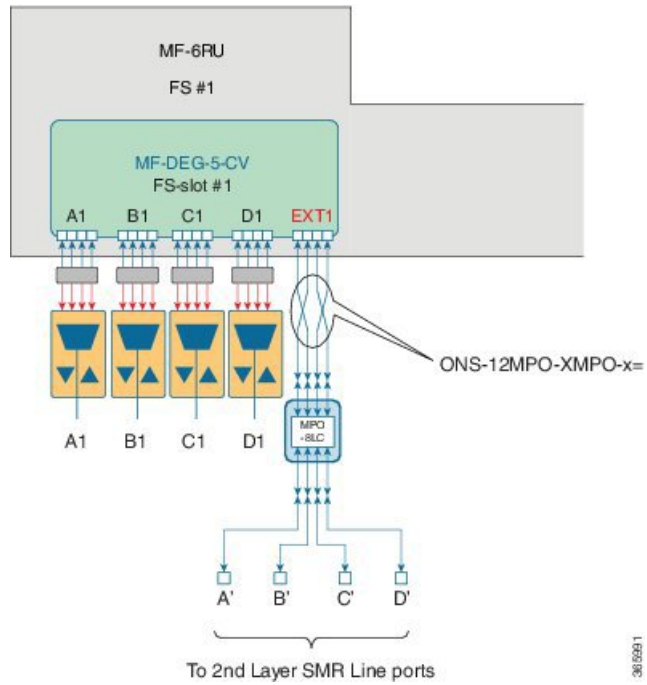 MF-6RU
FS #1
MF-DEG-5-CV
FS-slot #1
A1 B1 C1 D1 EXT1
ONS-12MPO-XMPO-x=
A1 B1 C1 D1
MPO
-8LC
A' B' C' D'
To 2nd Layer SMR Line ports
365991